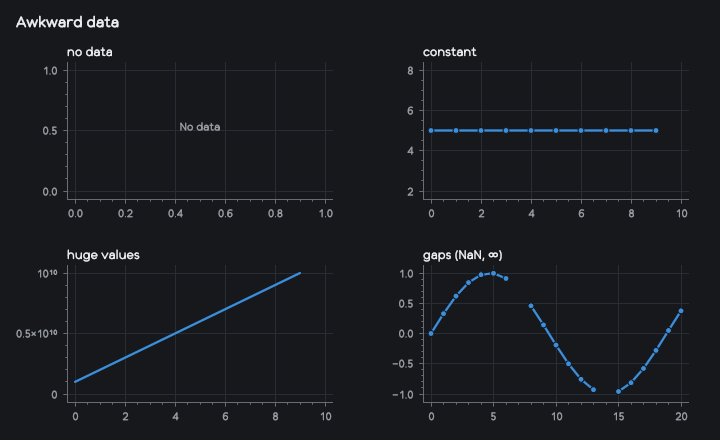 Awkward data
no data
1.0
0.5
0.0
No data
0.0 0.2 0.4 0.6 0.8 1.0
constant
8
6
4
2
0 2 4 6 8 10
huge values
10¹⁰
0.5×10¹⁰
0
0 2 4 6 8 10
gaps (NaN, ∞)
1.0
0.5
0.0
−0.5
−1.0
0 5 10 15 20